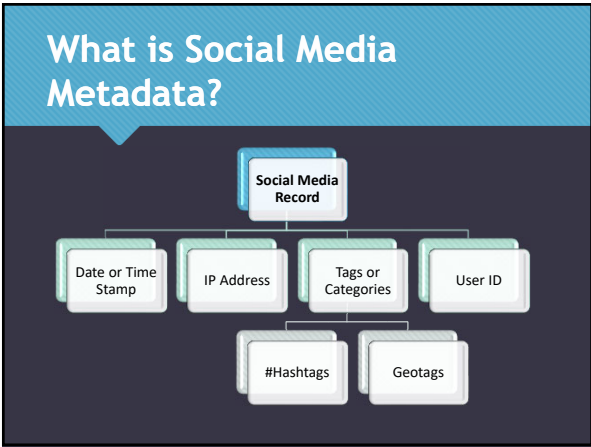 What is Social Media
Metadata?
Social Media
Record
Date or Time
Stamp
IP Address
Tags or
Categories
User ID
#Hashtags
Geotags